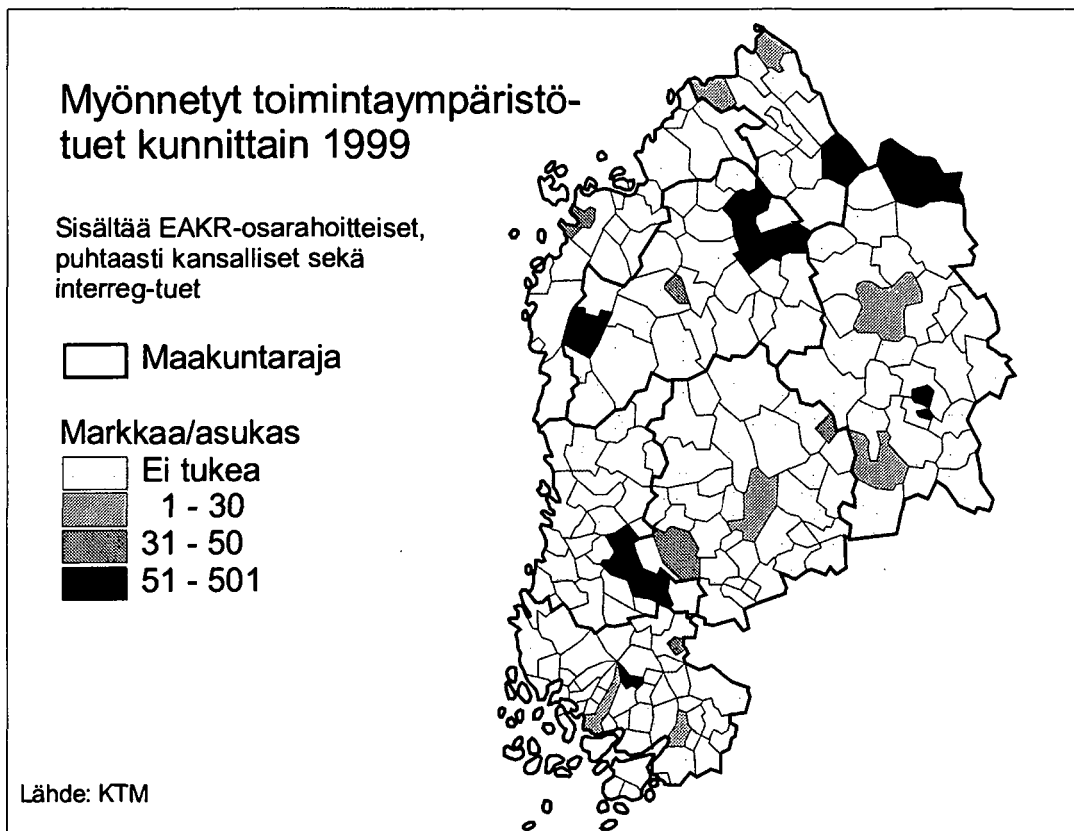 Myönnetyt toimintaympäristö-
tuet kunnittain 1999
Sisältää EAKR-osarahoitteiset,
puhtaasti kansalliset sekä
interreg-tuet
Maakuntaraja
Markkaa/asukas
Ei tukea
1 - 30
31 - 50
51 - 501
Lähde: KTM